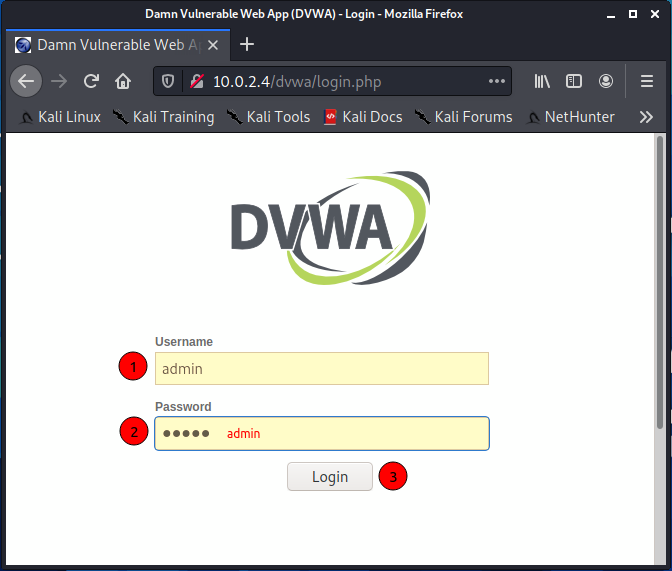 Damn Vulnerable Web App (DVWA) - Login - Mozilla Firefox
Damn Vulnerable Web A
10.0.2.4/dvwa/login.php
Kali Linux Kali Training Kali Tools Kali Docs Kali Forums NetHunter
DVWA
Username
1 admin
Password
2 ●●●●● admin
Login 3